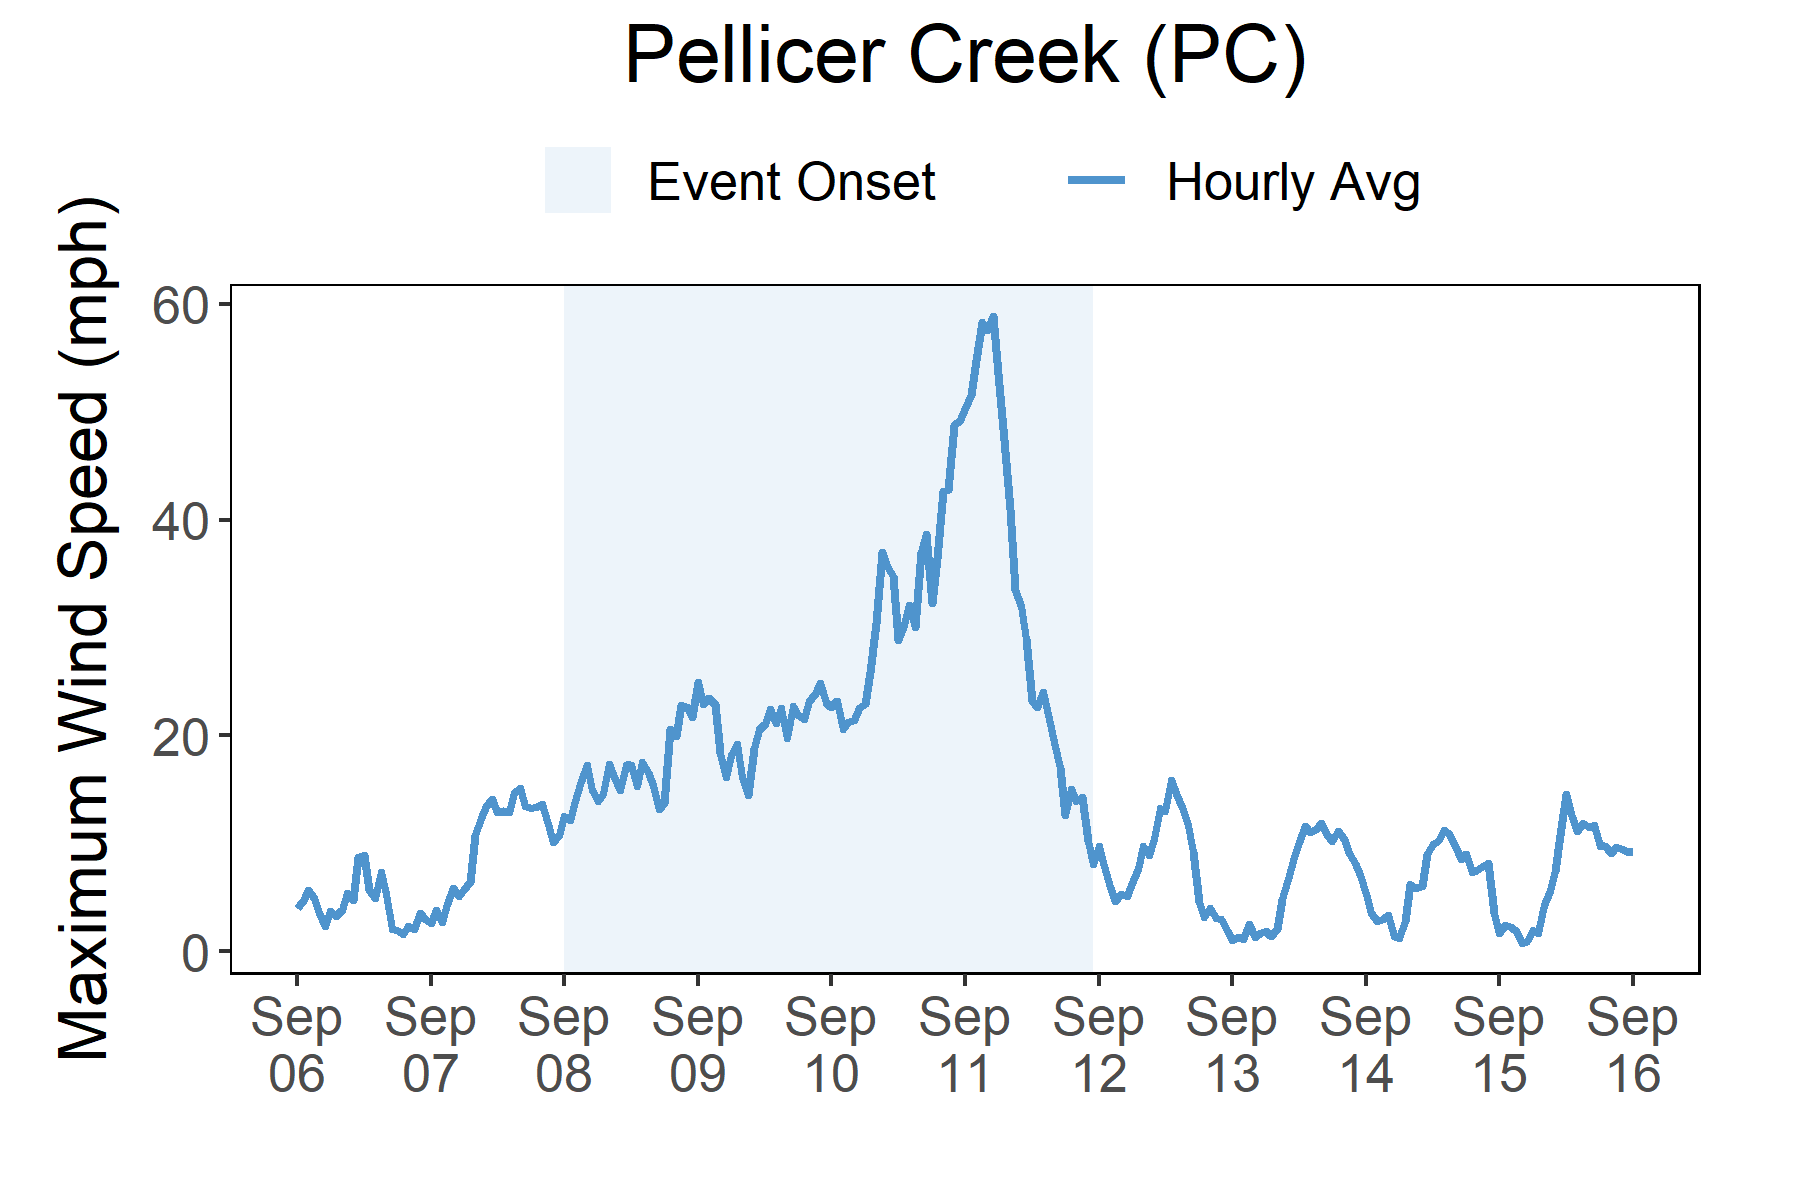 Pellicer Creek (PC)
Event Onset
Hourly Avg
Maximum Wind Speed (mph)
60
40
20
0
Sep 06
Sep 07
Sep 08
Sep 09
Sep 10
Sep 11
Sep 12
Sep 13
Sep 14
Sep 15
Sep 16